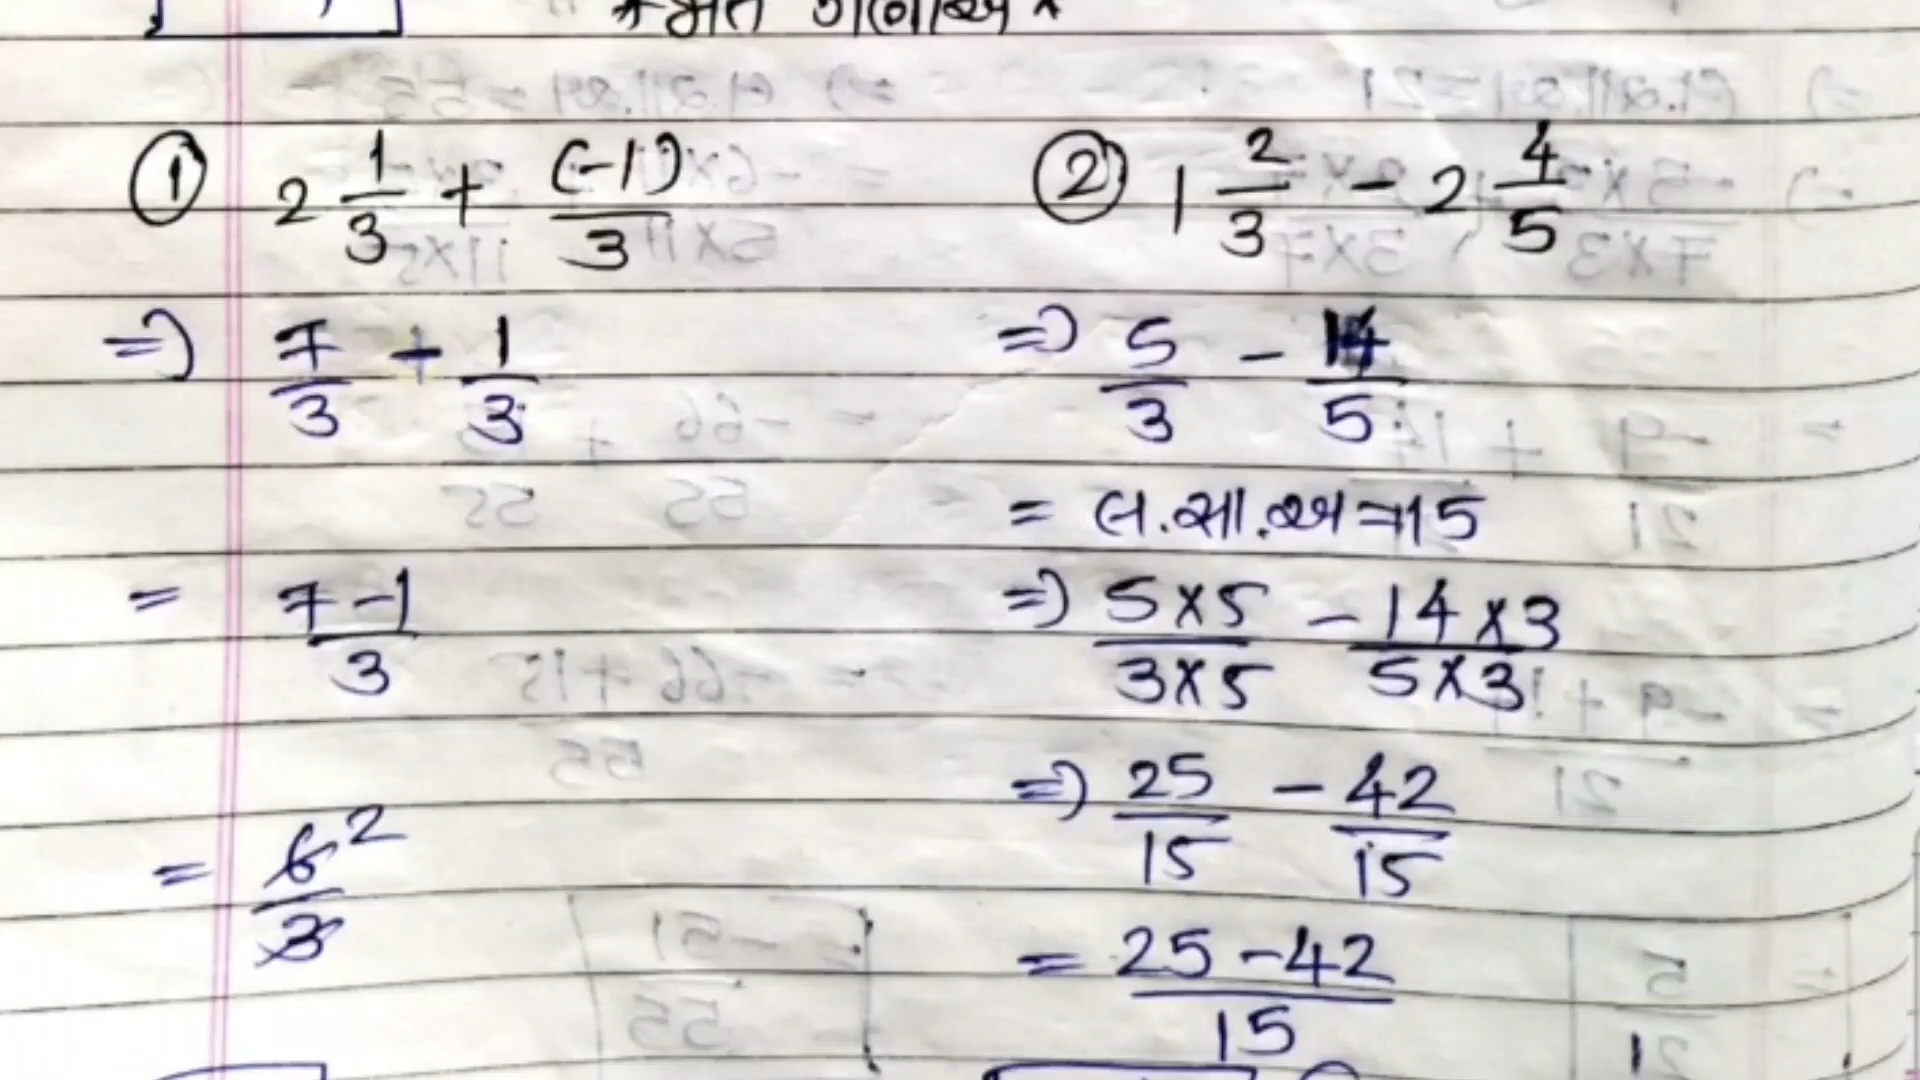 ① 2 1/3 + (-1)/3
⇒ 7/3 - 1/3
= 7-1/3
= 6/3 2
② 1 2/3 - 2 4/5
⇒ 5/3 - 14/5
= લ.સા.અ = 15
⇒ 5×5/3×5 - 14×3/5×3
⇒ 25/15 - 42/15
= 25-42/15